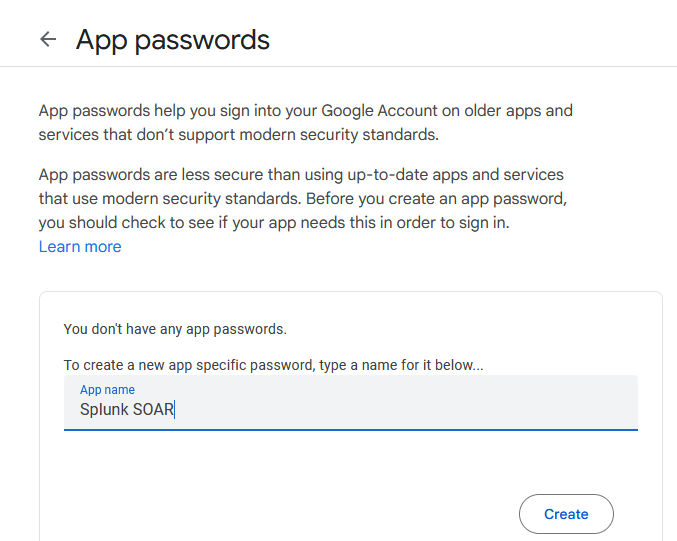 App passwords
App passwords help you sign into your Google Account on older apps and
services that don’t support modern security standards.
App passwords are less secure than using up-to-date apps and services
that use modern security standards. Before you create an app password,
you should check to see if your app needs this in order to sign in.
Learn more
You don't have any app passwords.
To create a new app specific password, type a name for it below...
App name
Splunk SOAR
Create